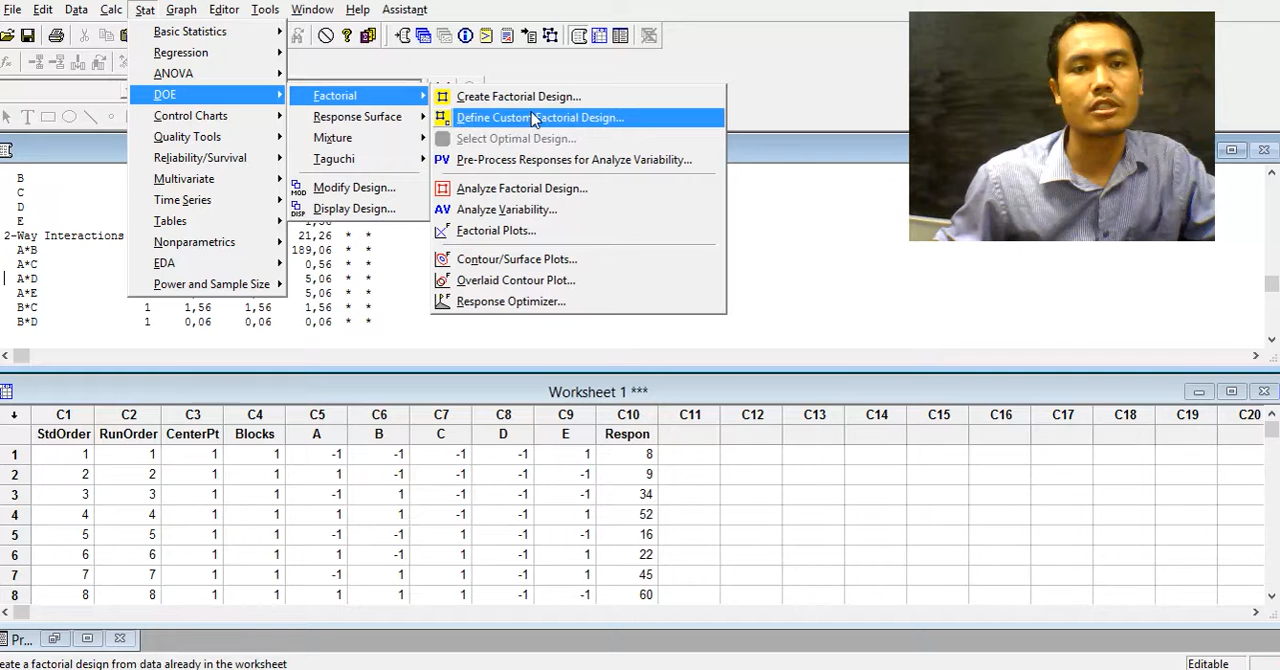 File Edit Data Calc Stat Graph Editor Tools Window Help Assistant
Basic Statistics
Regression
ANOVA
DOE
Control Charts
Quality Tools
Reliability/Survival
Multivariate
Time Series
Tables
Nonparametrics
EDA
Power and Sample Size
Factorial
Response Surface
Mixture
Taguchi
Modify Design...
Display Design...
Create Factorial Design...
Define Custom Factorial Design...
Select Optimal Design...
PV Pre-Process Responses for Analyze Variability...
Analyze Factorial Design...
AV Analyze Variability...
Factorial Plots...
Contour/Surface Plots...
Overlaid Contour Plot...
Response Optimizer...
B
C
D
E
2-Way Interactions 21,26 * *
A*B 189,06 * *
A*C 0,56 * *
A*D 5,06 * *
A*E 5,06 * *
B*C 1 1,56 1,56 1,56 * *
B*D 1 0,06 0,06 0,06 * *
Worksheet 1 ***
C1 C2 C3 C4 C5 C6 C7 C8 C9 C10 C11 C12 C13 C14 C15 C16 C17 C18 C19 C20
StdOrder RunOrder CenterPt Blocks A B C D E Respon
1 1 1 1 1 -1 -1 -1 -1 1 8
2 2 2 1 1 1 -1 -1 -1 -1 9
3 3 3 1 1 -1 1 -1 -1 -1 34
4 4 4 1 1 1 1 -1 -1 1 52
5 5 5 1 1 -1 -1 1 -1 -1 16
6 6 6 1 1 1 -1 1 -1 1 22
7 7 7 1 1 -1 1 1 -1 1 45
8 8 8 1 1 1 1 1 -1 -1 60
Pr...
eate a factorial design from data already in the worksheet
Editable